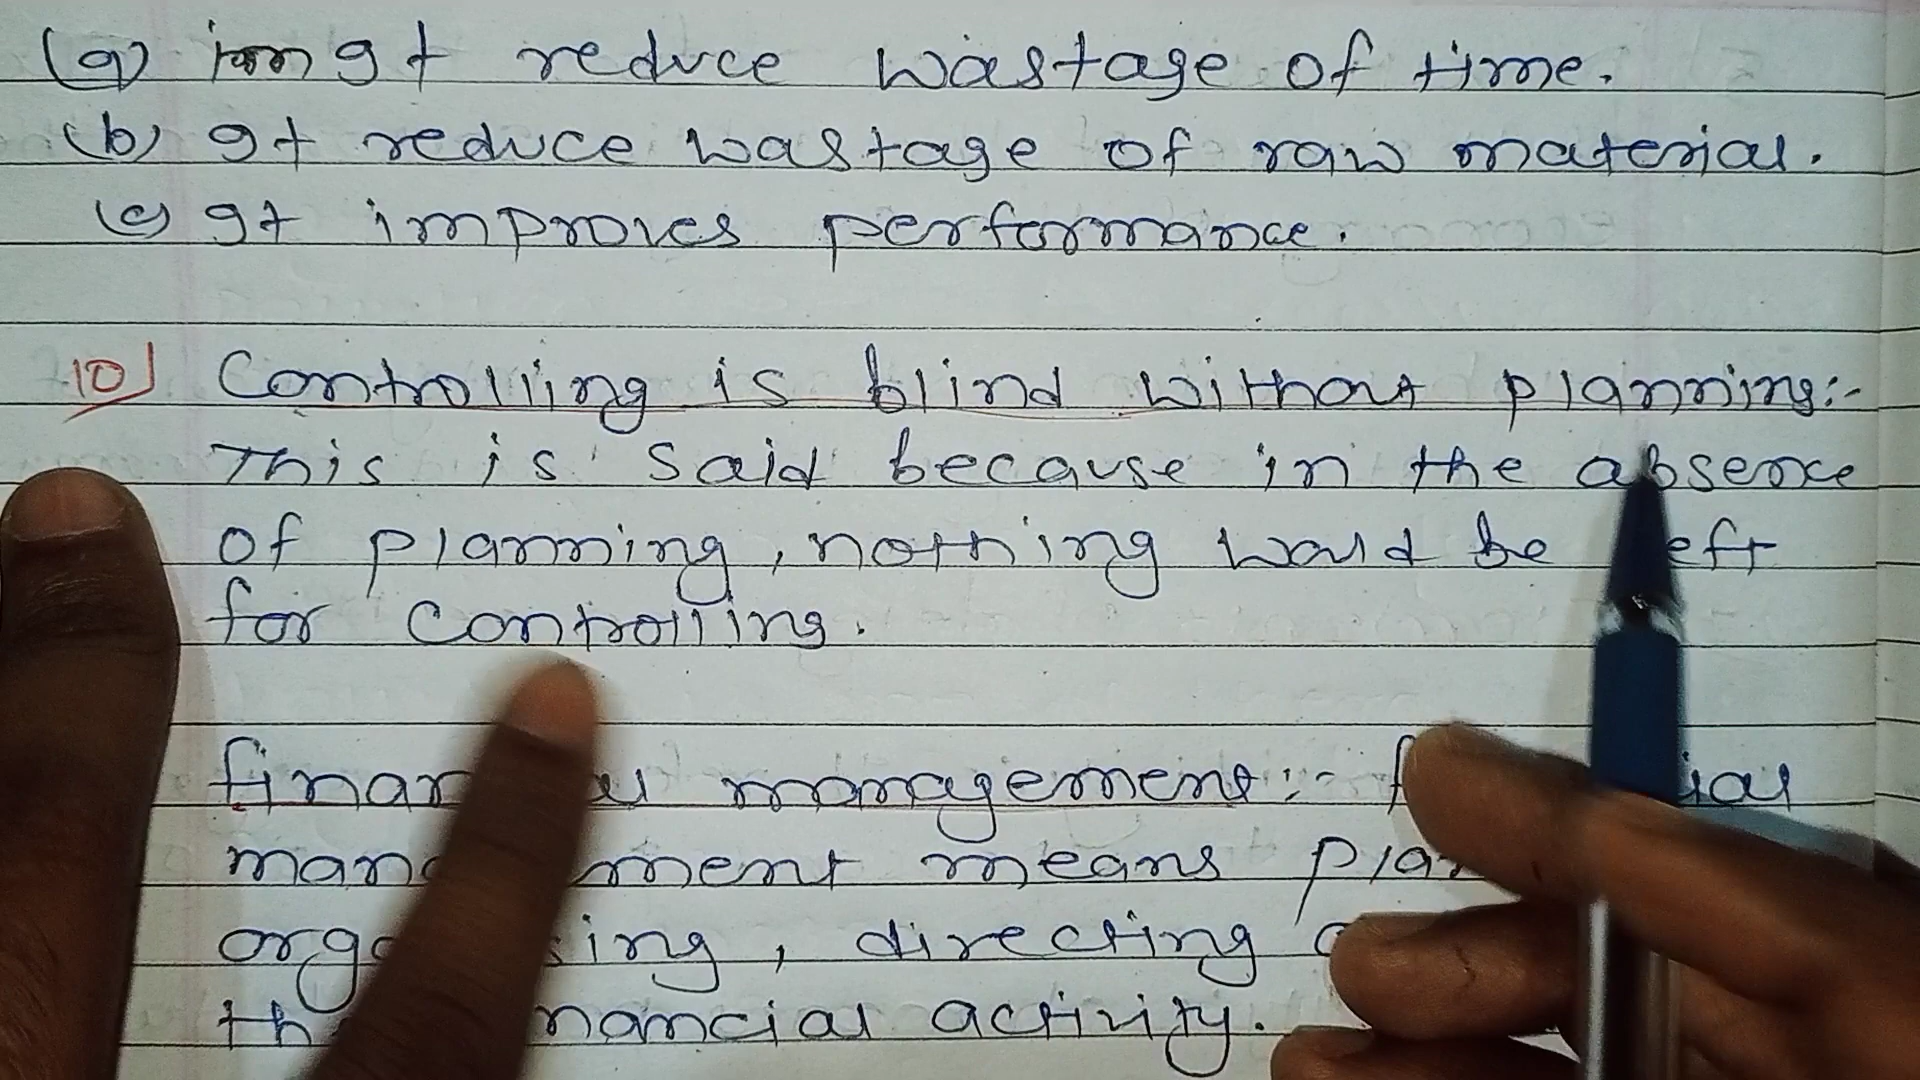 (a) It reduce wastage of time.
(b) It reduce wastage of raw material.
(c) It improves performance.
10) Controlling is blind without planning:-
This is said because in the absence
of planning, nothing would be left
for controlling.
management:-
means
directing
activity.